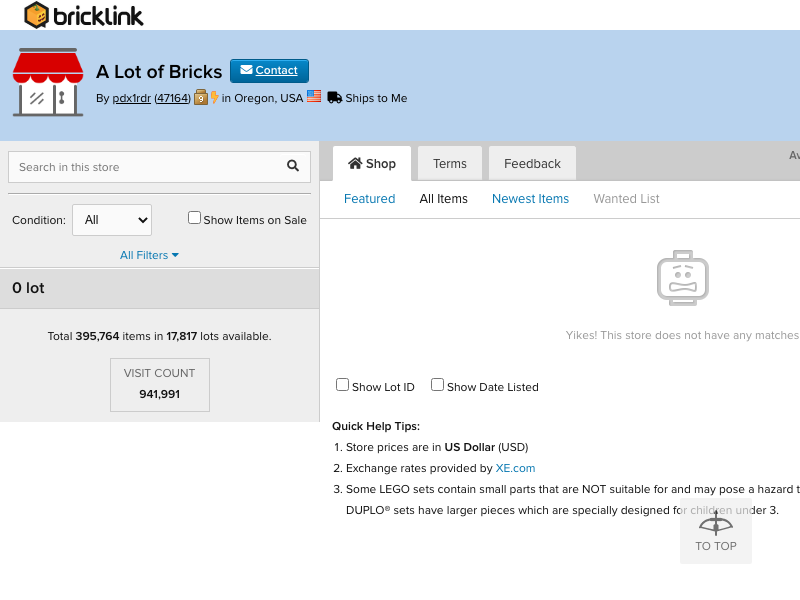 bricklink
A Lot of Bricks
Contact
By pdx1rdr (47164) 9 in Oregon, USA Ships to Me
Search in this store
Condition: All Show Items on Sale
All Filters
0 lot
Total 395,764 items in 17,817 lots available.
VISIT COUNT
941,991
Shop Terms Feedback
Featured All Items Newest Items Wanted List
Yikes! This store does not have any matches
Show Lot ID Show Date Listed
Quick Help Tips:
1. Store prices are in US Dollar (USD)
2. Exchange rates provided by XE.com
3. Some LEGO sets contain small parts that are NOT suitable for and may pose a hazard t
DUPLO® sets have larger pieces which are specially designed for children under 3.
TO TOP